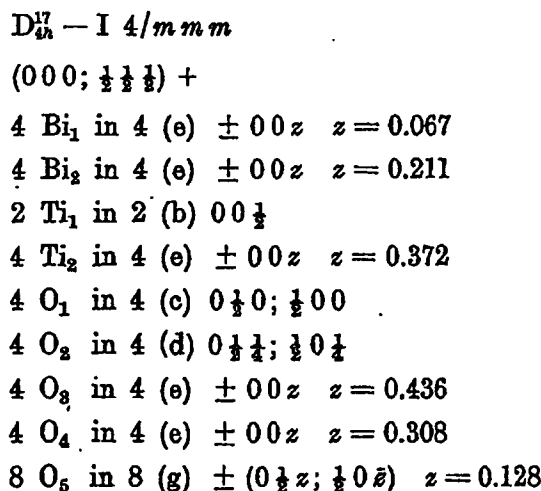 D¹⁷₄ₕ — I 4/m m m
(0 0 0; ½ ½ ½) +
4 Bi₁ in 4 (e) ± 0 0 z z = 0.067
4 Bi₂ in 4 (e) ± 0 0 z z = 0.211
2 Ti₁ in 2 (b) 0 0 ½
4 Ti₂ in 4 (e) ± 0 0 z z = 0.372
4 O₁ in 4 (c) 0 ½ 0; ½ 0 0
4 O₂ in 4 (d) 0 ½ ¼; ½ 0 ¼
4 O₃ in 4 (e) ± 0 0 z z = 0.436
4 O₄ in 4 (e) ± 0 0 z z = 0.308
8 O₅ in 8 (g) ± (0 ½ z; ½ 0 z̄) z = 0.128